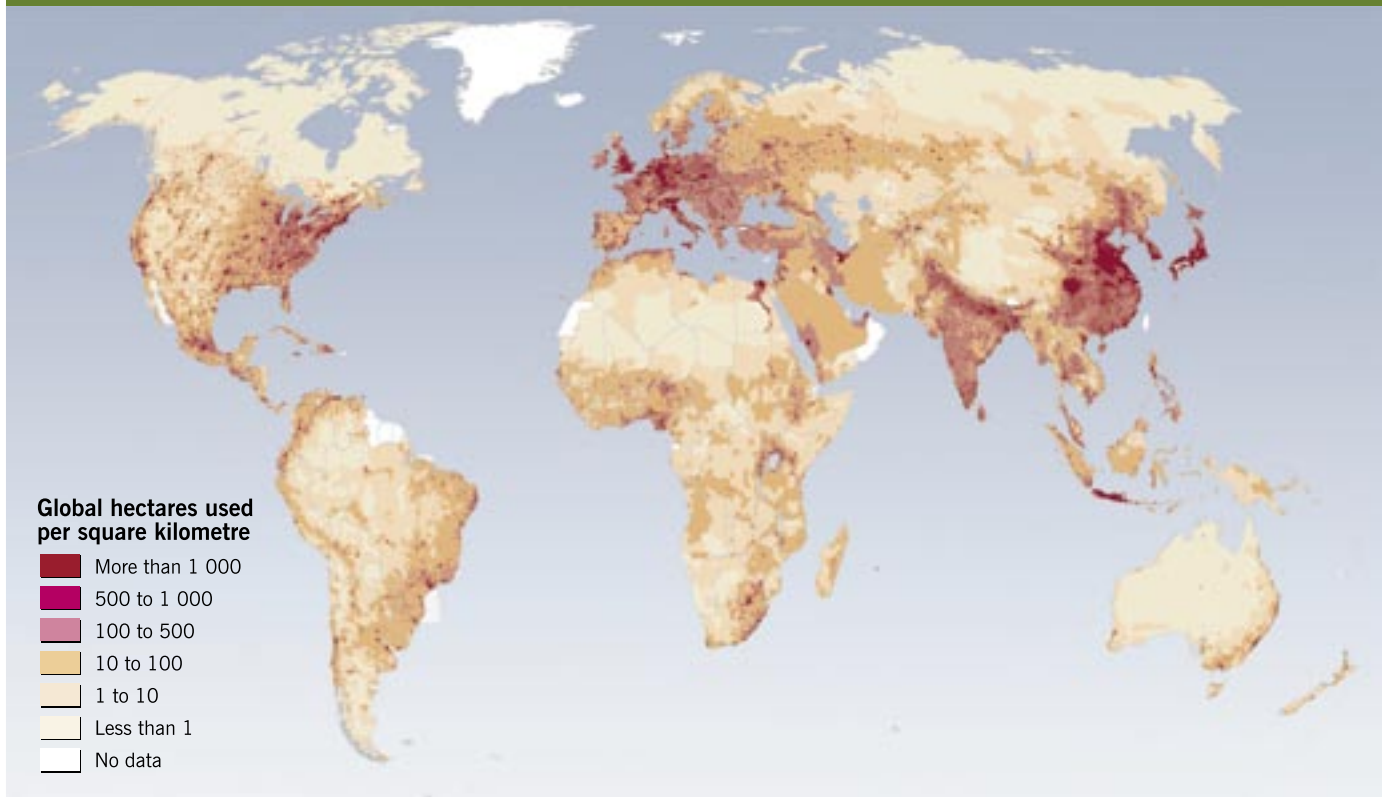 Global hectares used
per square kilometre
More than 1 000
500 to 1 000
100 to 500
10 to 100
1 to 10
Less than 1
No data